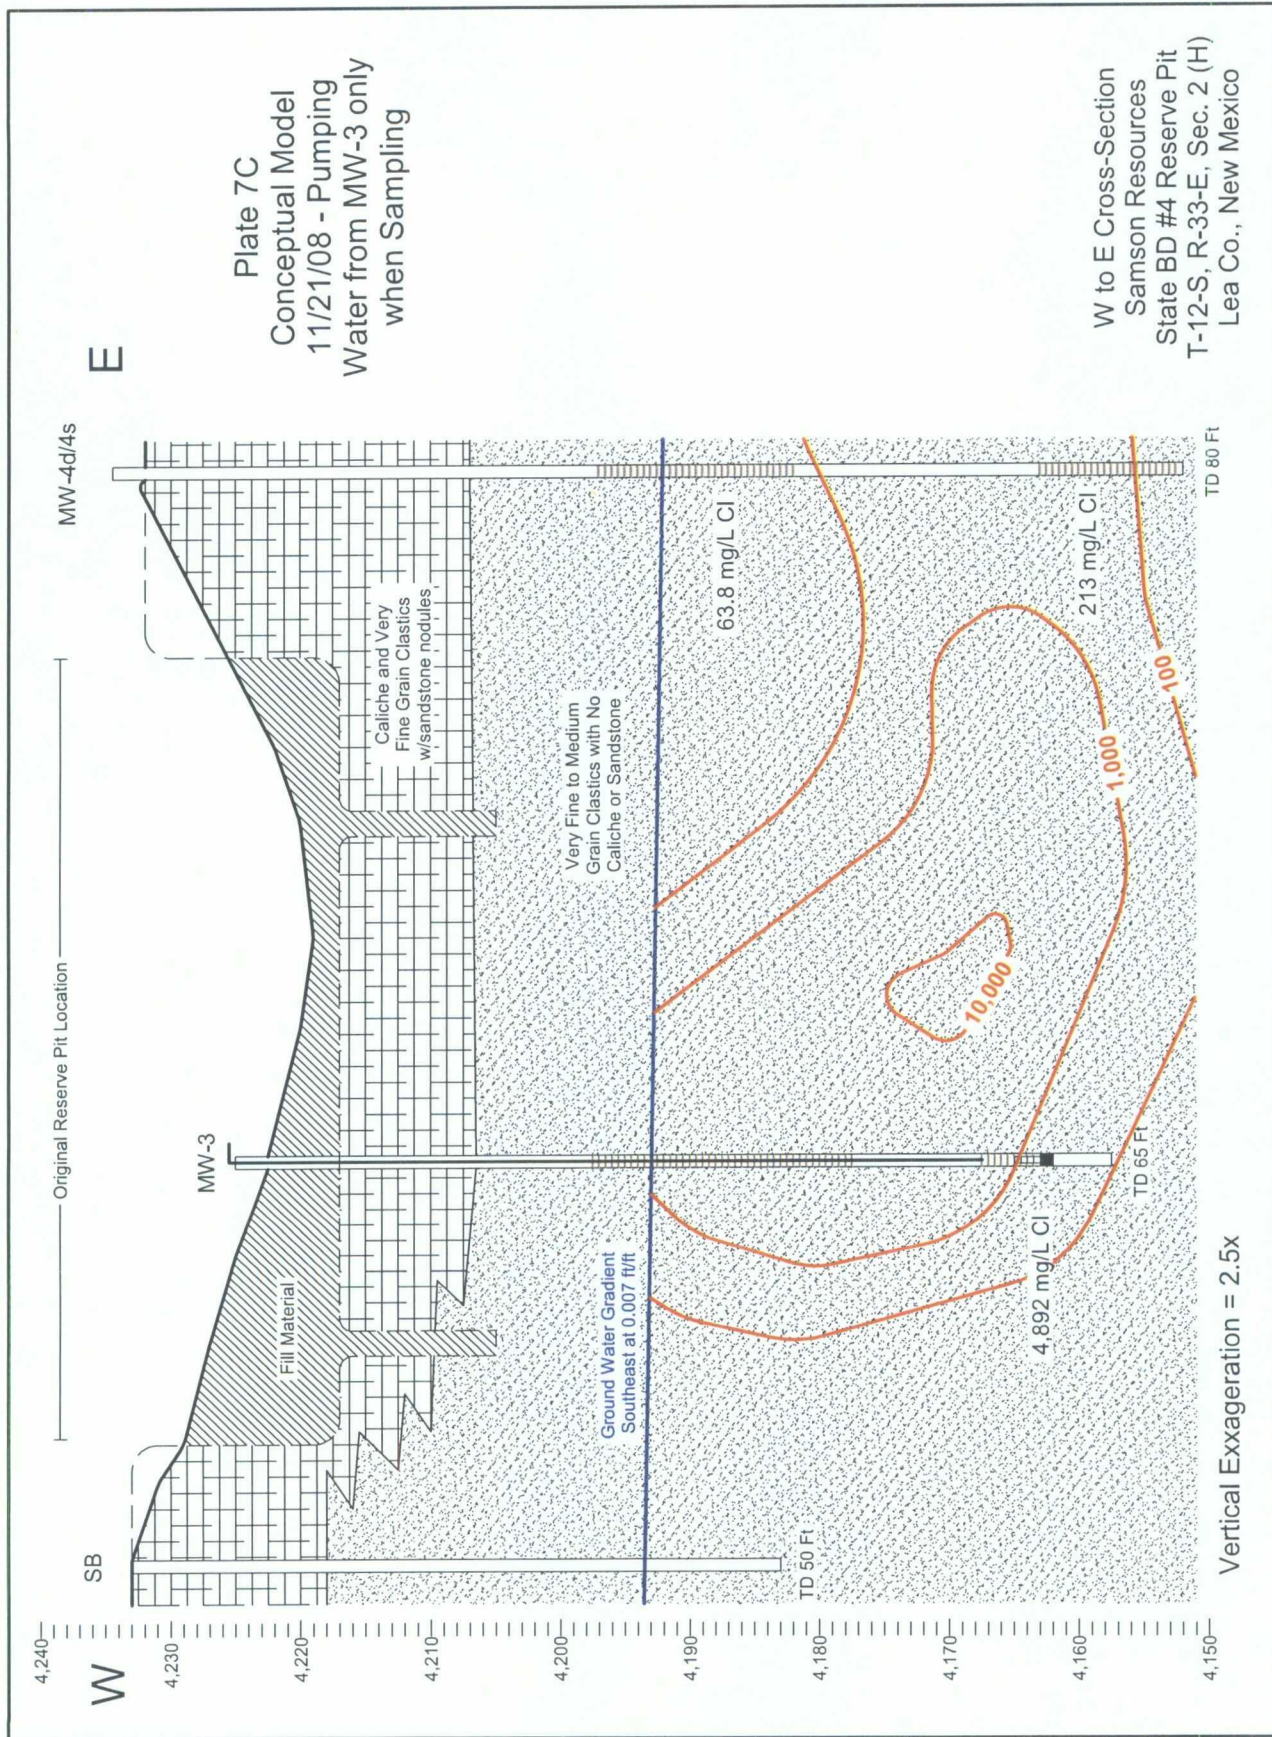 Plate 7C
Conceptual Model
11/21/08 - Pumping
Water from MW-3 only
when Sampling
W
E
SB
MW-3
MW-4d/4s
Original Reserve Pit Location
4,240
4,230
4,220
4,210
4,200
4,190
4,180
4,170
4,160
4,150
Fill Material
Caliche and Very
Fine Grain Clastics
w/sandstone nodules
Very Fine to Medium
Grain Clastics with No
Caliche or Sandstone
Ground Water Gradient
Southeast at 0.007 ft/ft
63.8 mg/L Cl
213 mg/L Cl
4,892 mg/L Cl
10,000
1,000
100
TD 50 Ft
TD 65 Ft
TD 80 Ft
Vertical Exxageration = 2.5x
W to E Cross-Section
Samson Resources
State BD #4 Reserve Pit
T-12-S, R-33-E, Sec. 2 (H)
Lea Co., New Mexico